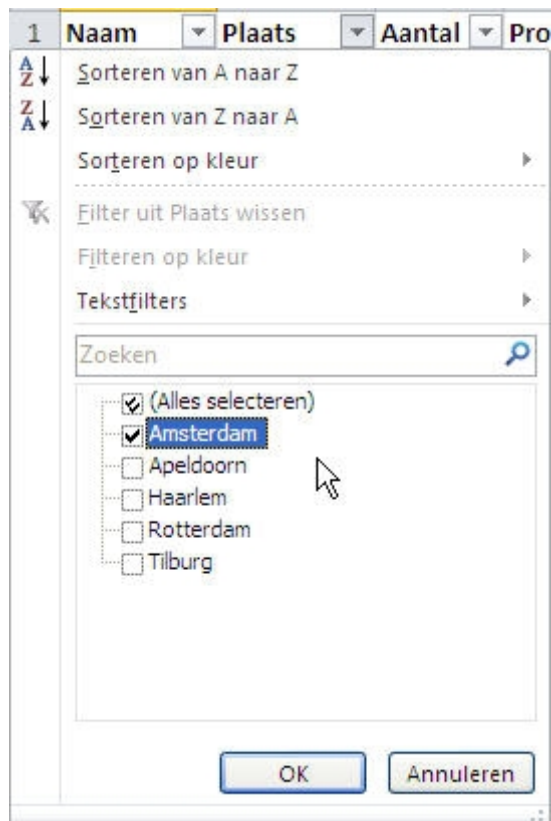 1 Naam Plaats Aantal Pro
A Z Sorteren van A naar Z
Z A Sorteren van Z naar A
Sorteren op kleur
Filter uit Plaats wissen
Filteren op kleur
Tekstfilters
Zoeken
(Alles selecteren)
Amsterdam
Apeldoorn
Haarlem
Rotterdam
Tilburg
OK Annuleren